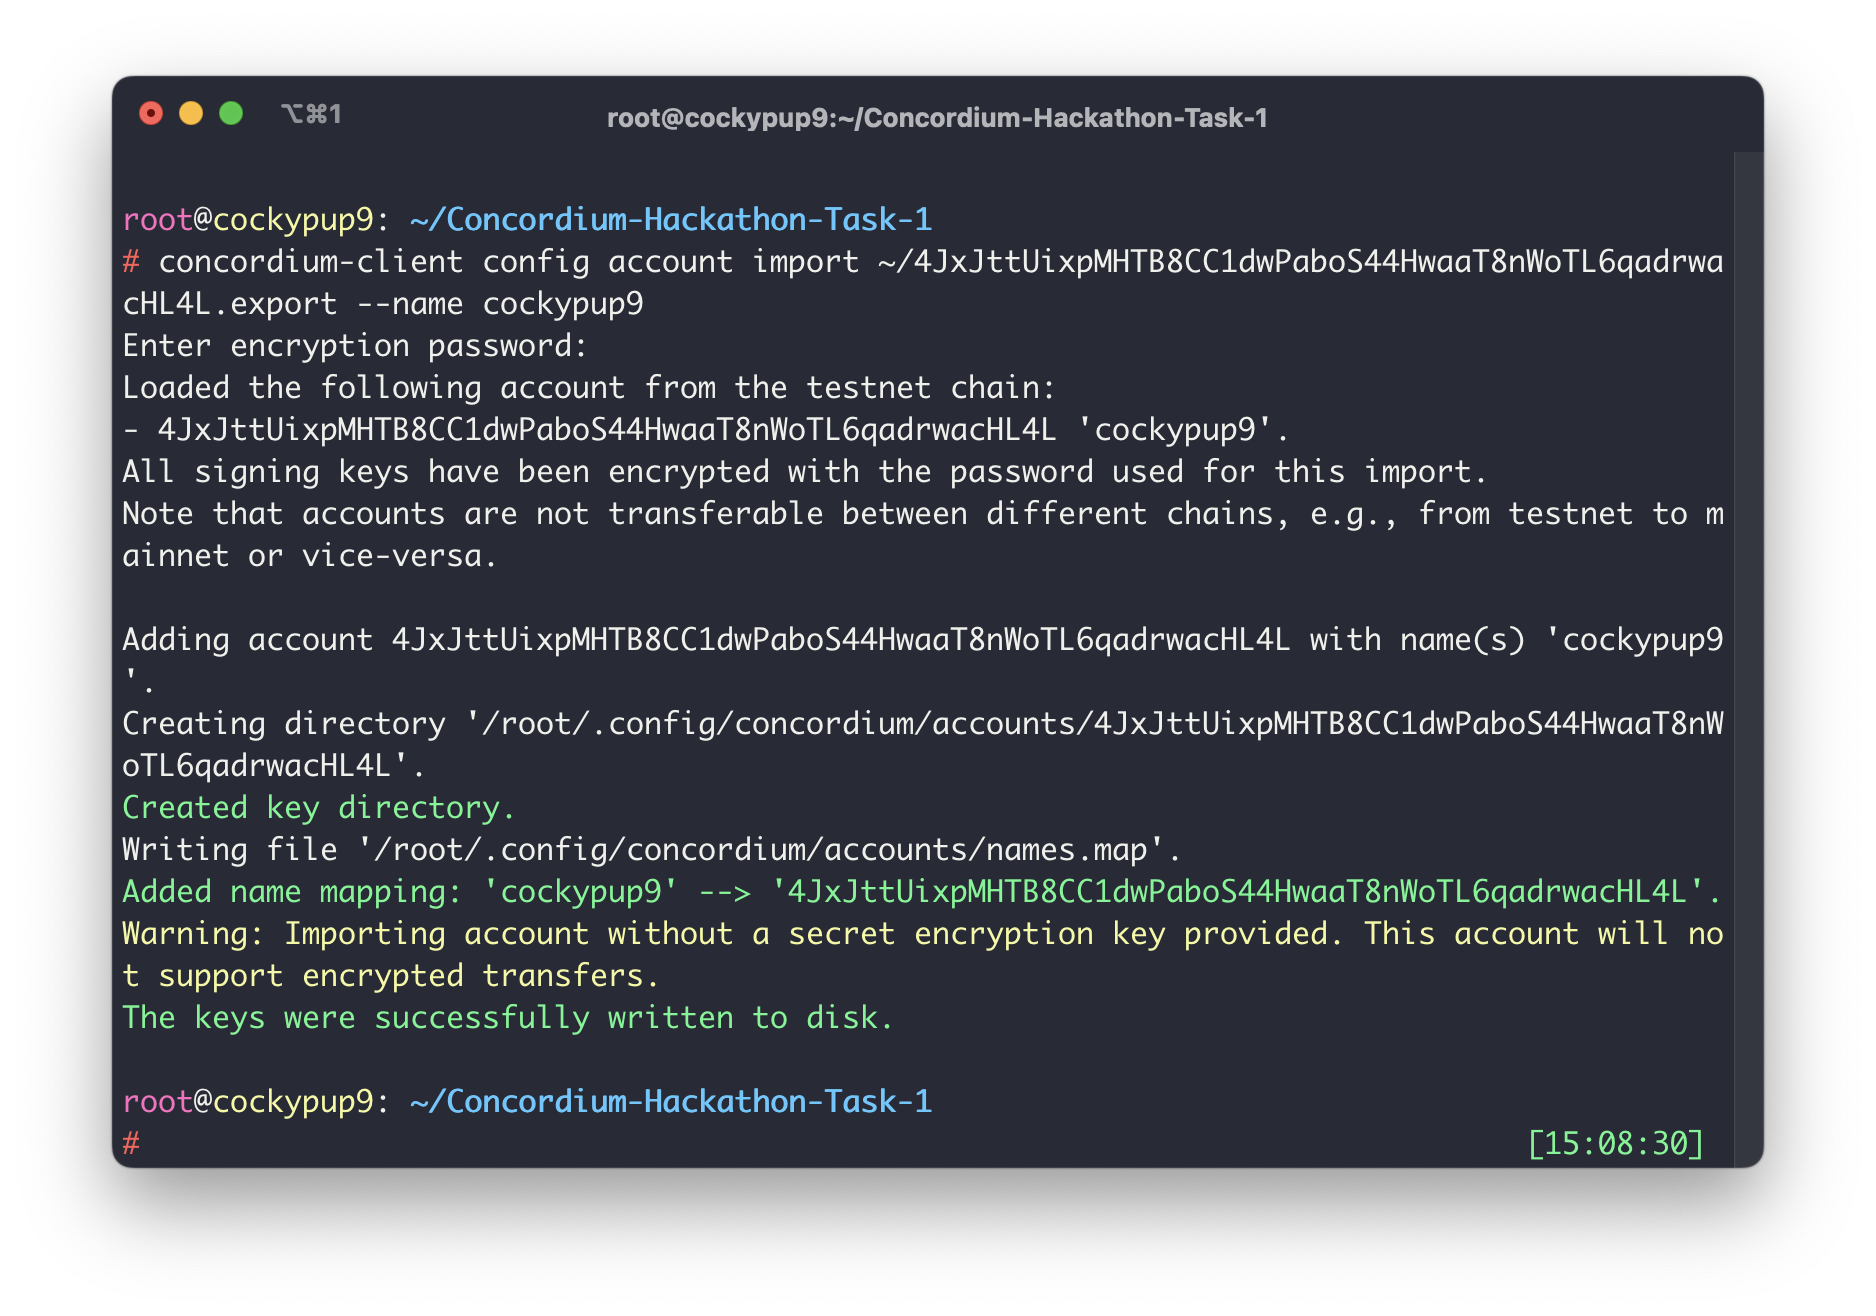 ⌥⌘1
root@cockypup9:~/Concordium-Hackathon-Task-1
root@cockypup9: ~/Concordium-Hackathon-Task-1
# concordium-client config account import ~/4JxJttUixpMHTB8CC1dwPaboS44HwaaT8nWoTL6qadrwa
cHL4L.export --name cockypup9
Enter encryption password:
Loaded the following account from the testnet chain:
- 4JxJttUixpMHTB8CC1dwPaboS44HwaaT8nWoTL6qadrwacHL4L 'cockypup9'.
All signing keys have been encrypted with the password used for this import.
Note that accounts are not transferable between different chains, e.g., from testnet to m
ainnet or vice-versa.
Adding account 4JxJttUixpMHTB8CC1dwPaboS44HwaaT8nWoTL6qadrwacHL4L with name(s) 'cockypup9
'.
Creating directory '/root/.config/concordium/accounts/4JxJttUixpMHTB8CC1dwPaboS44HwaaT8nW
oTL6qadrwacHL4L'.
Created key directory.
Writing file '/root/.config/concordium/accounts/names.map'.
Added name mapping: 'cockypup9' --> '4JxJttUixpMHTB8CC1dwPaboS44HwaaT8nWoTL6qadrwacHL4L'.
Warning: Importing account without a secret encryption key provided. This account will no
t support encrypted transfers.
The keys were successfully written to disk.
root@cockypup9: ~/Concordium-Hackathon-Task-1
# [15:08:30]